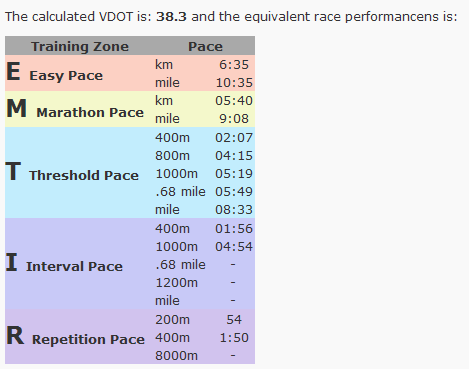 The calculated VDOT is: 38.3 and the equivalent race performancens is:
Training Zone Pace
E Easy Pace km 6:35
mile 10:35
M Marathon Pace km 05:40
mile 9:08
400m 02:07
800m 04:15
T Threshold Pace 1000m 05:19
.68 mile 05:49
mile 08:33
400m 01:56
1000m 04:54
I Interval Pace .68 mile -
1200m -
mile -
200m 54
R Repetition Pace 400m 1:50
8000m -